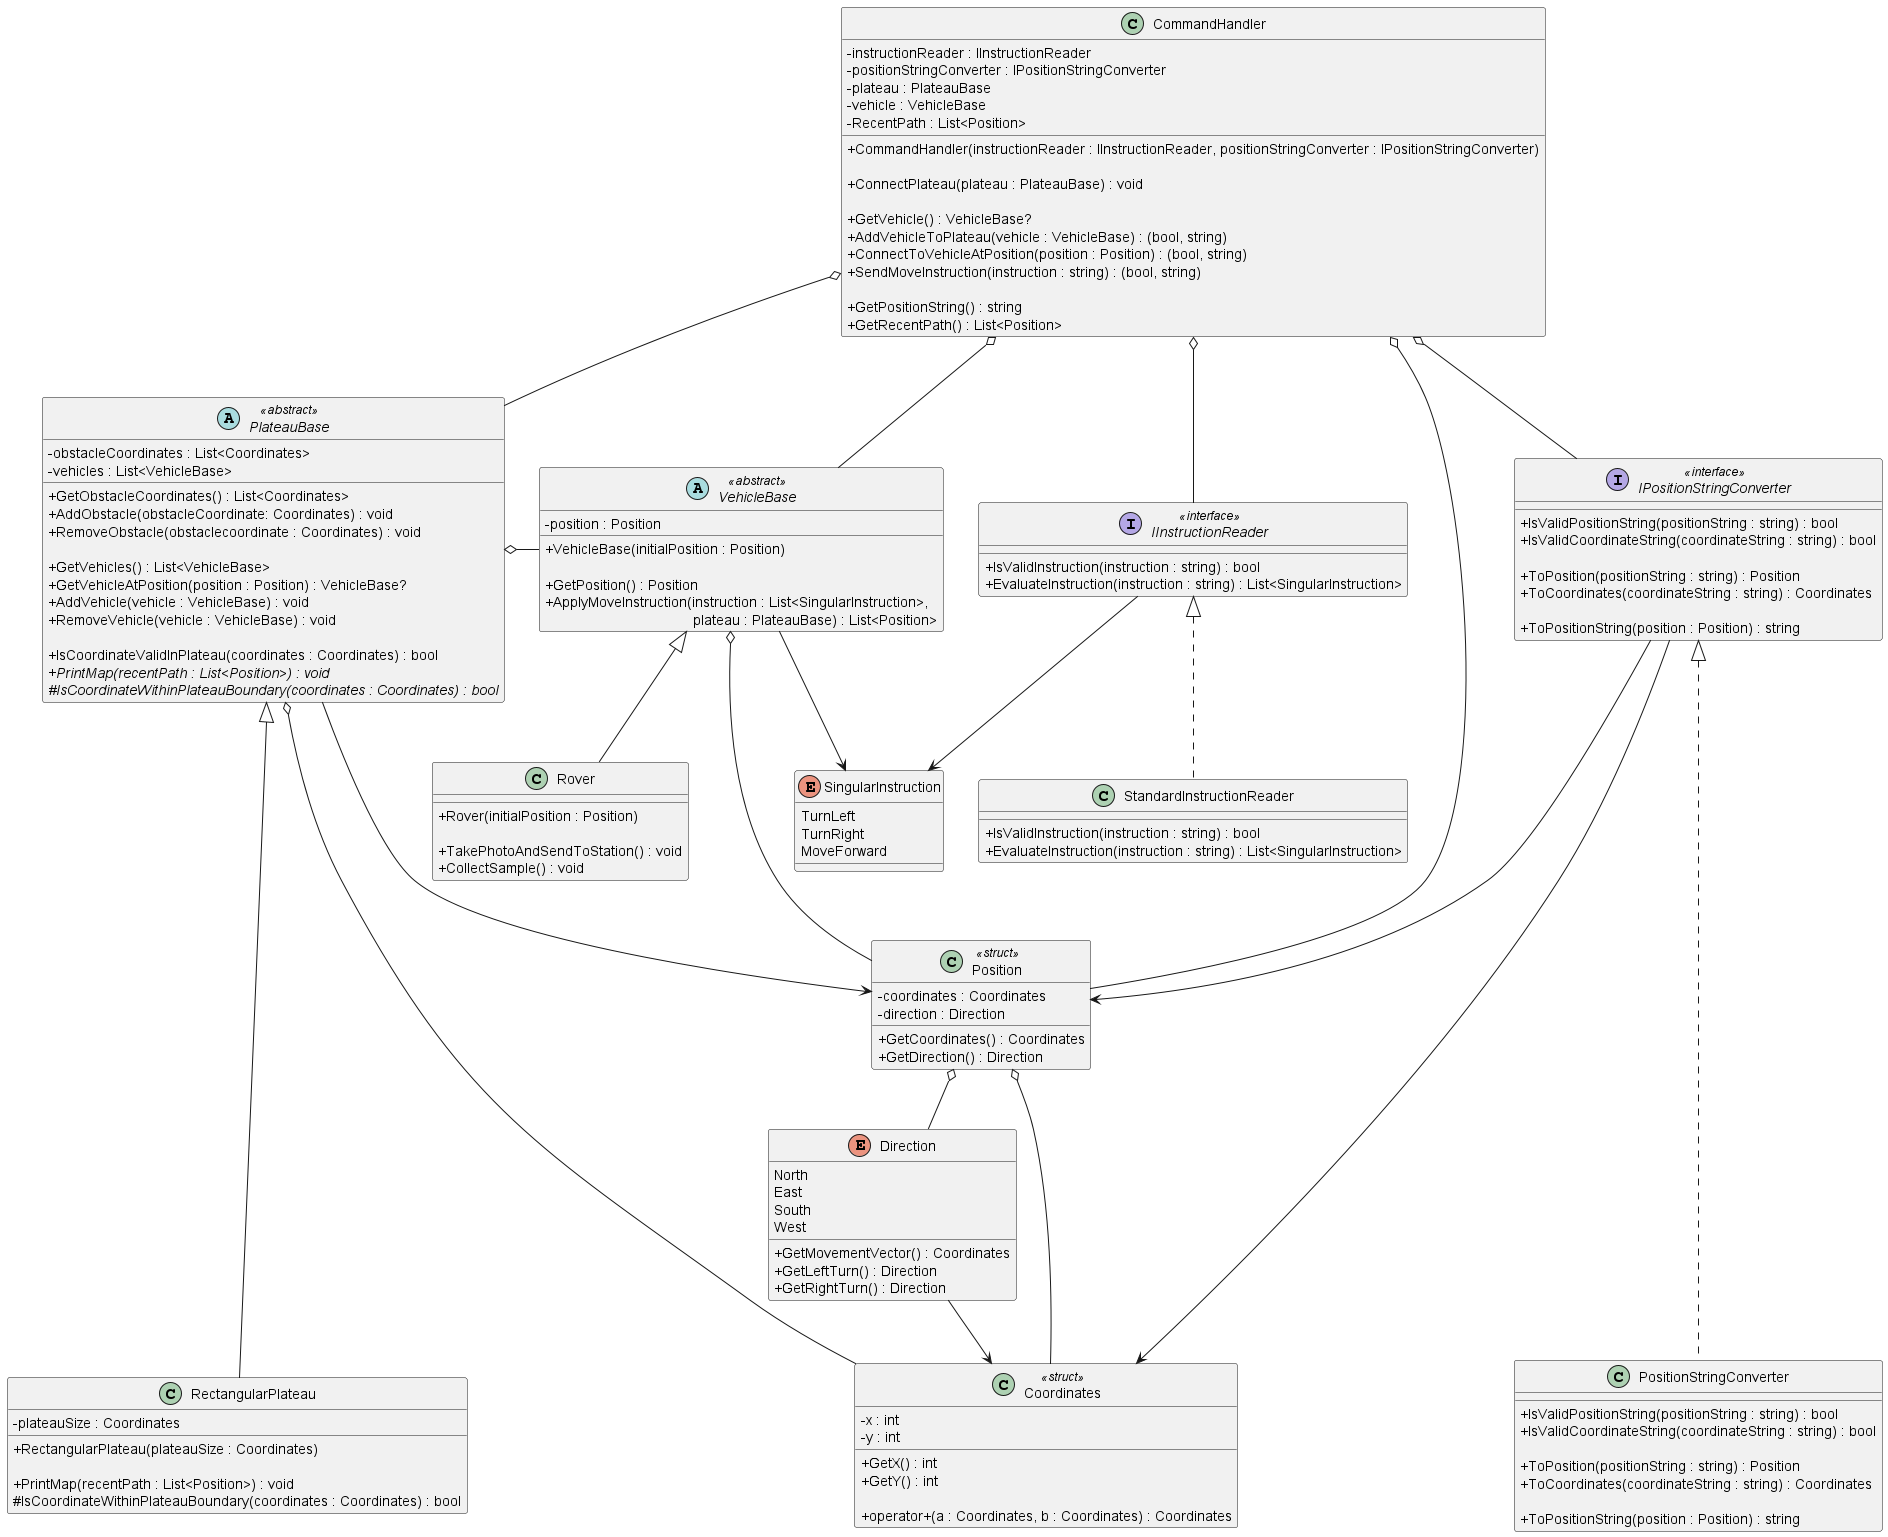 C CommandHandler
-instructionReader : IInstructionReader
-positionStringConverter : IPositionStringConverter
-plateau : PlateauBase
-vehicle : VehicleBase
-RecentPath : List<Position>
+CommandHandler(instructionReader : IInstructionReader, positionStringConverter : IPositionStringConverter)
+ConnectPlateau(plateau : PlateauBase) : void
+GetVehicle() : VehicleBase?
+AddVehicleToPlateau(vehicle : VehicleBase) : (bool, string)
+ConnectToVehicleAtPosition(position : Position) : (bool, string)
+SendMoveInstruction(instruction : string) : (bool, string)
+GetPositionString() : string
+GetRecentPath() : List<Position>
A «abstract»
PlateauBase
-obstacleCoordinates : List<Coordinates>
-vehicles : List<VehicleBase>
+GetObstacleCoordinates() : List<Coordinates>
+AddObstacle(obstacleCoordinate: Coordinates) : void
+RemoveObstacle(obstaclecoordinate : Coordinates) : void
+GetVehicles() : List<VehicleBase>
+GetVehicleAtPosition(position : Position) : VehicleBase?
+AddVehicle(vehicle : VehicleBase) : void
+RemoveVehicle(vehicle : VehicleBase) : void
+IsCoordinateValidInPlateau(coordinates : Coordinates) : bool
+PrintMap(recentPath : List<Position>) : void
#IsCoordinateWithinPlateauBoundary(coordinates : Coordinates) : bool
A «abstract»
VehicleBase
-position : Position
+VehicleBase(initialPosition : Position)
+GetPosition() : Position
+ApplyMoveInstruction(instruction : List<SingularInstruction>,
plateau : PlateauBase) : List<Position>
I «interface»
IInstructionReader
+IsValidInstruction(instruction : string) : bool
+EvaluateInstruction(instruction : string) : List<SingularInstruction>
I «interface»
IPositionStringConverter
+IsValidPositionString(positionString : string) : bool
+IsValidCoordinateString(coordinateString : string) : bool
+ToPosition(positionString : string) : Position
+ToCoordinates(coordinateString : string) : Coordinates
+ToPositionString(position : Position) : string
C Rover
+Rover(initialPosition : Position)
+TakePhotoAndSendToStation() : void
+CollectSample() : void
E SingularInstruction
TurnLeft
TurnRight
MoveForward
C StandardInstructionReader
+IsValidInstruction(instruction : string) : bool
+EvaluateInstruction(instruction : string) : List<SingularInstruction>
C «struct»
Position
-coordinates : Coordinates
-direction : Direction
+GetCoordinates() : Coordinates
+GetDirection() : Direction
E Direction
North
East
South
West
+GetMovementVector() : Coordinates
+GetLeftTurn() : Direction
+GetRightTurn() : Direction
C RectangularPlateau
-plateauSize : Coordinates
+RectangularPlateau(plateauSize : Coordinates)
+PrintMap(recentPath : List<Position>) : void
#IsCoordinateWithinPlateauBoundary(coordinates : Coordinates) : bool
C «struct»
Coordinates
-x : int
-y : int
+GetX() : int
+GetY() : int
+operator+(a : Coordinates, b : Coordinates) : Coordinates
C PositionStringConverter
+IsValidPositionString(positionString : string) : bool
+IsValidCoordinateString(coordinateString : string) : bool
+ToPosition(positionString : string) : Position
+ToCoordinates(coordinateString : string) : Coordinates
+ToPositionString(position : Position) : string